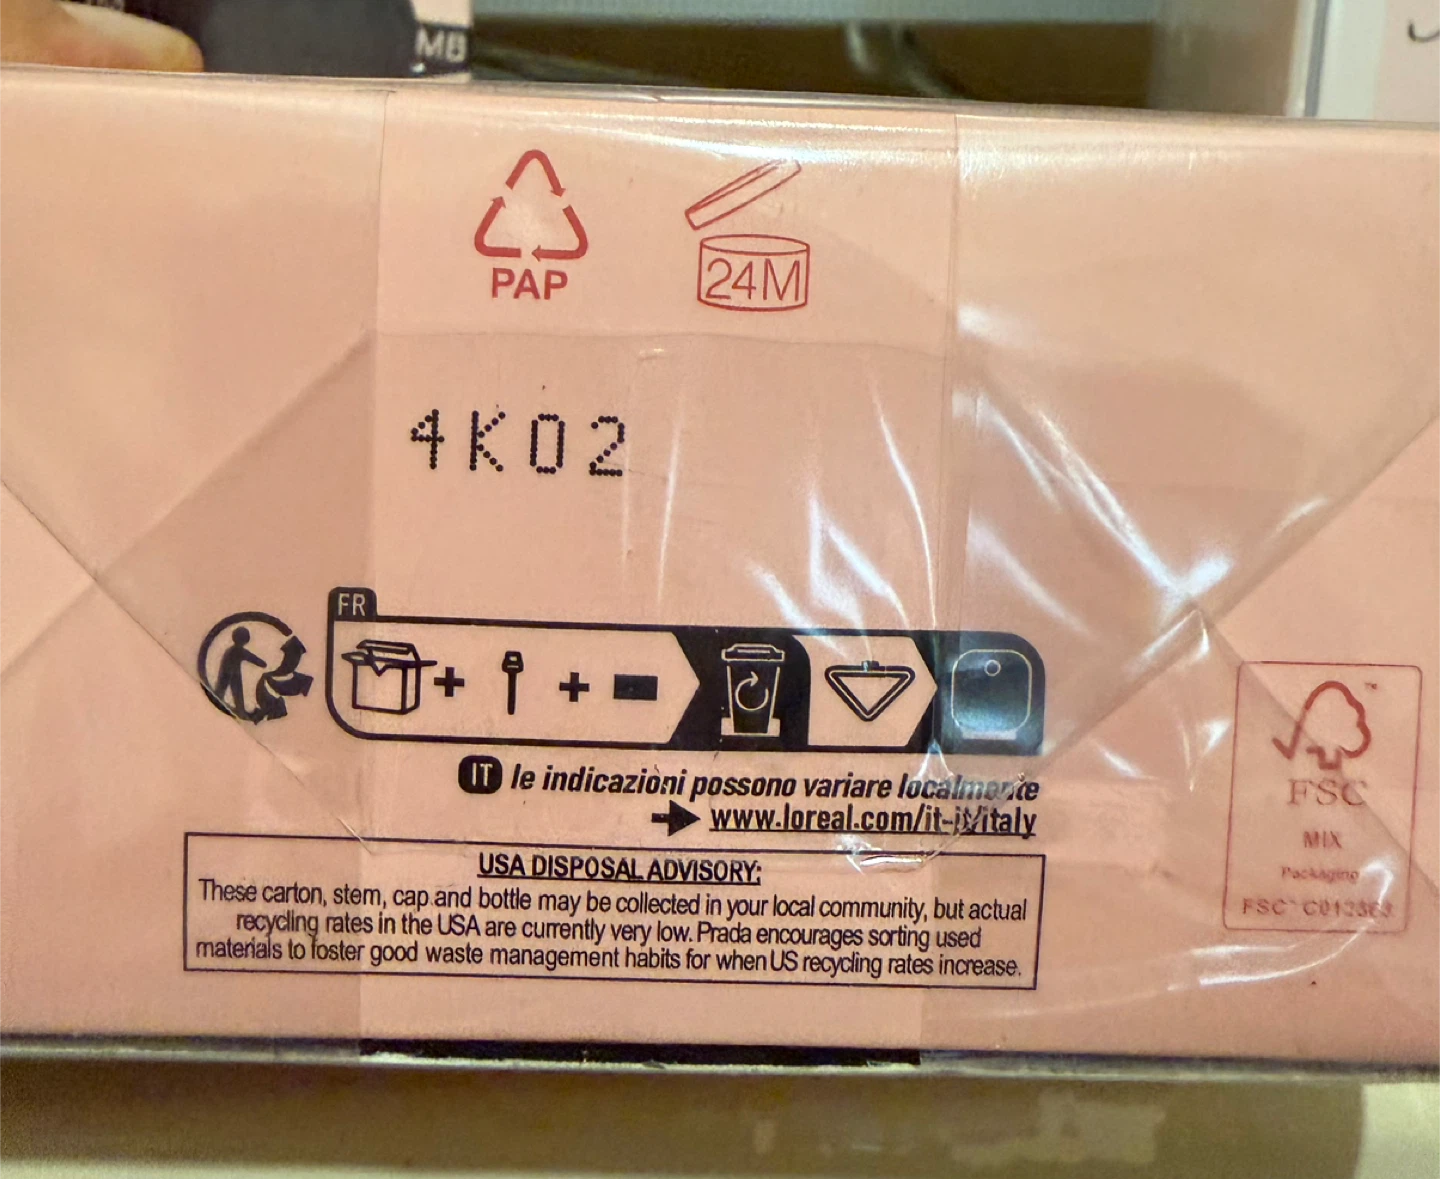 MB
PAP
24M
4K02
FR
IT le indicazioni possono variare localmente
www.loreal.com/it-it/italy
USA DISPOSAL ADVISORY:
These carton, stem, cap and bottle may be collected in your local community, but actual
recycling rates in the USA are currently very low. Prada encourages sorting used
materials to foster good waste management habits for when US recycling rates increase.
™
FSC
MIX
Packaging
FSC™